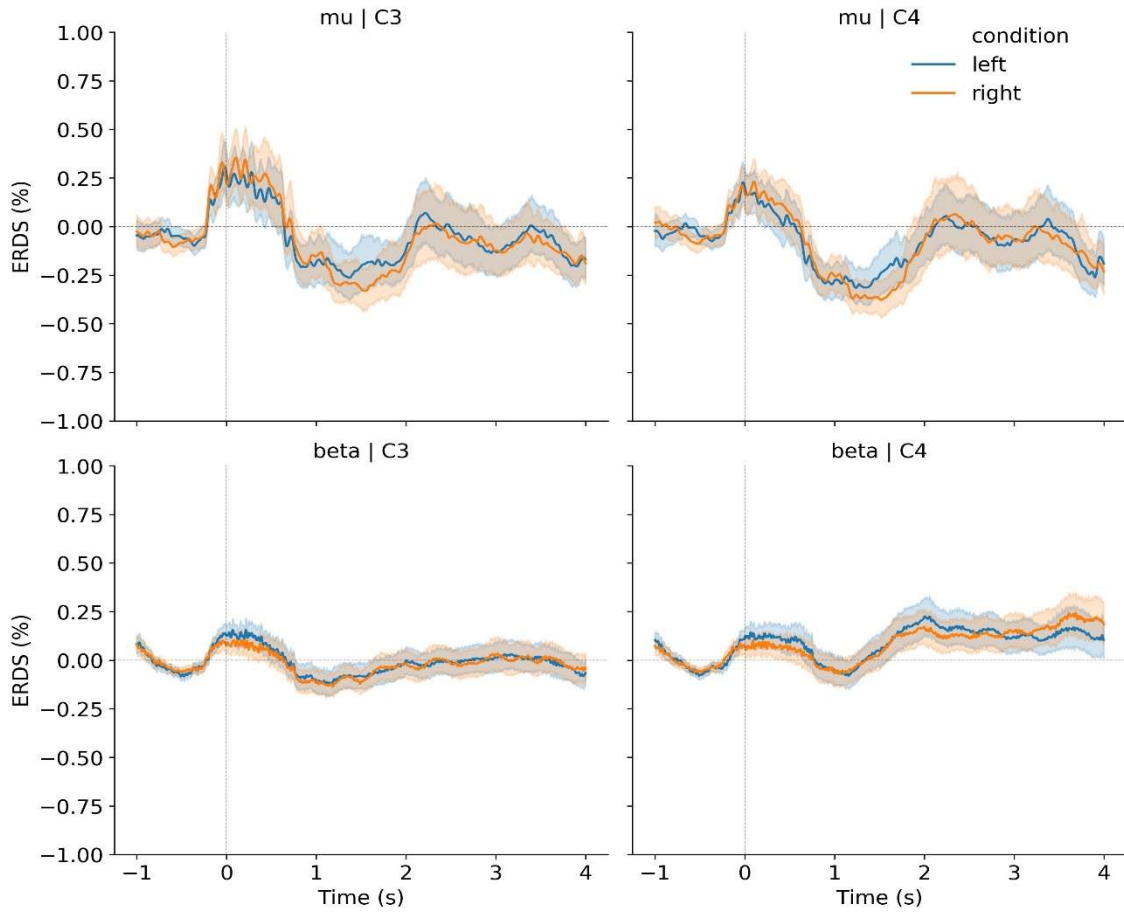 mu | C3
mu | C4
condition
left
right
1.00
0.75
0.50
0.25
0.00
−0.25
−0.50
−0.75
−1.00
ERDS (%)
beta | C3
beta | C4
1.00
0.75
0.50
0.25
0.00
−0.25
−0.50
−0.75
−1.00
ERDS (%)
−1 0 1 2 3 4
−1 0 1 2 3 4
Time (s)
Time (s)